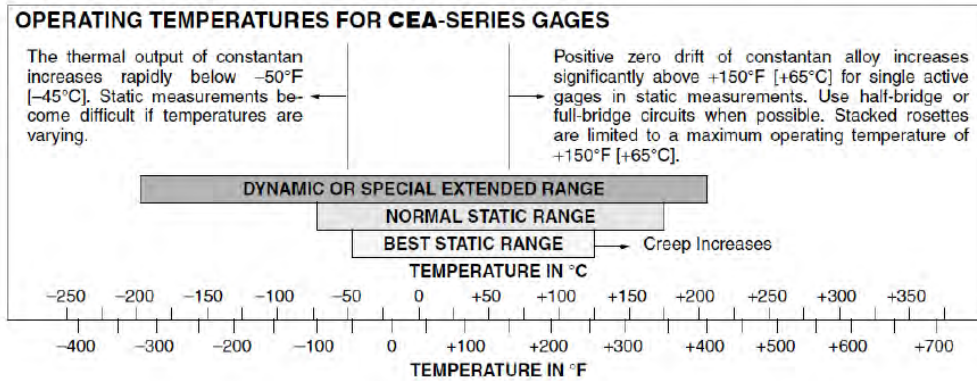 OPERATING TEMPERATURES FOR CEA-SERIES GAGES
The thermal output of constantan
increases rapidly below –50°F
[–45°C]. Static measurements be-
come difficult if temperatures are
varying.
Positive zero drift of constantan alloy increases
significantly above +150°F [+65°C] for single active
gages in static measurements. Use half-bridge or
full-bridge circuits when possible. Stacked rosettes
are limited to a maximum operating temperature of
+150°F [+65°C].
DYNAMIC OR SPECIAL EXTENDED RANGE
NORMAL STATIC RANGE
BEST STATIC RANGE
Creep Increases
TEMPERATURE IN °C
–250 –200 –150 –100 –50 0 +50 +100 +150 +200 +250 +300 +350
–400 –300 –200 –100 0 +100 +200 +300 +400 +500 +600 +700
TEMPERATURE IN °F